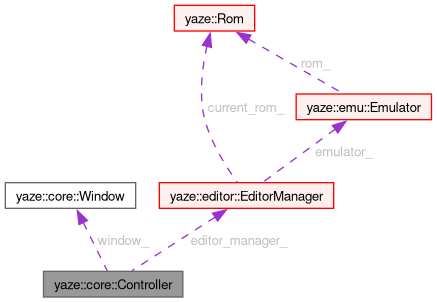 yaze::Rom
rom_
current_rom_
yaze::emu::Emulator
emulator_
yaze::core::Window
yaze::editor::EditorManager
window_
editor_manager_
yaze::core::Controller